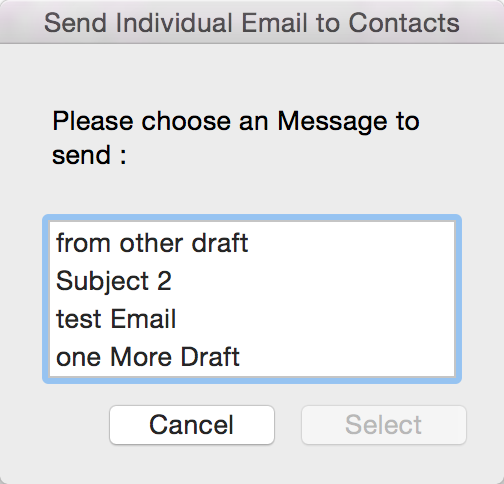 Send Individual Email to Contacts
Please choose an Message to
send :
from other draft
Subject 2
test Email
one More Draft
Cancel
Select